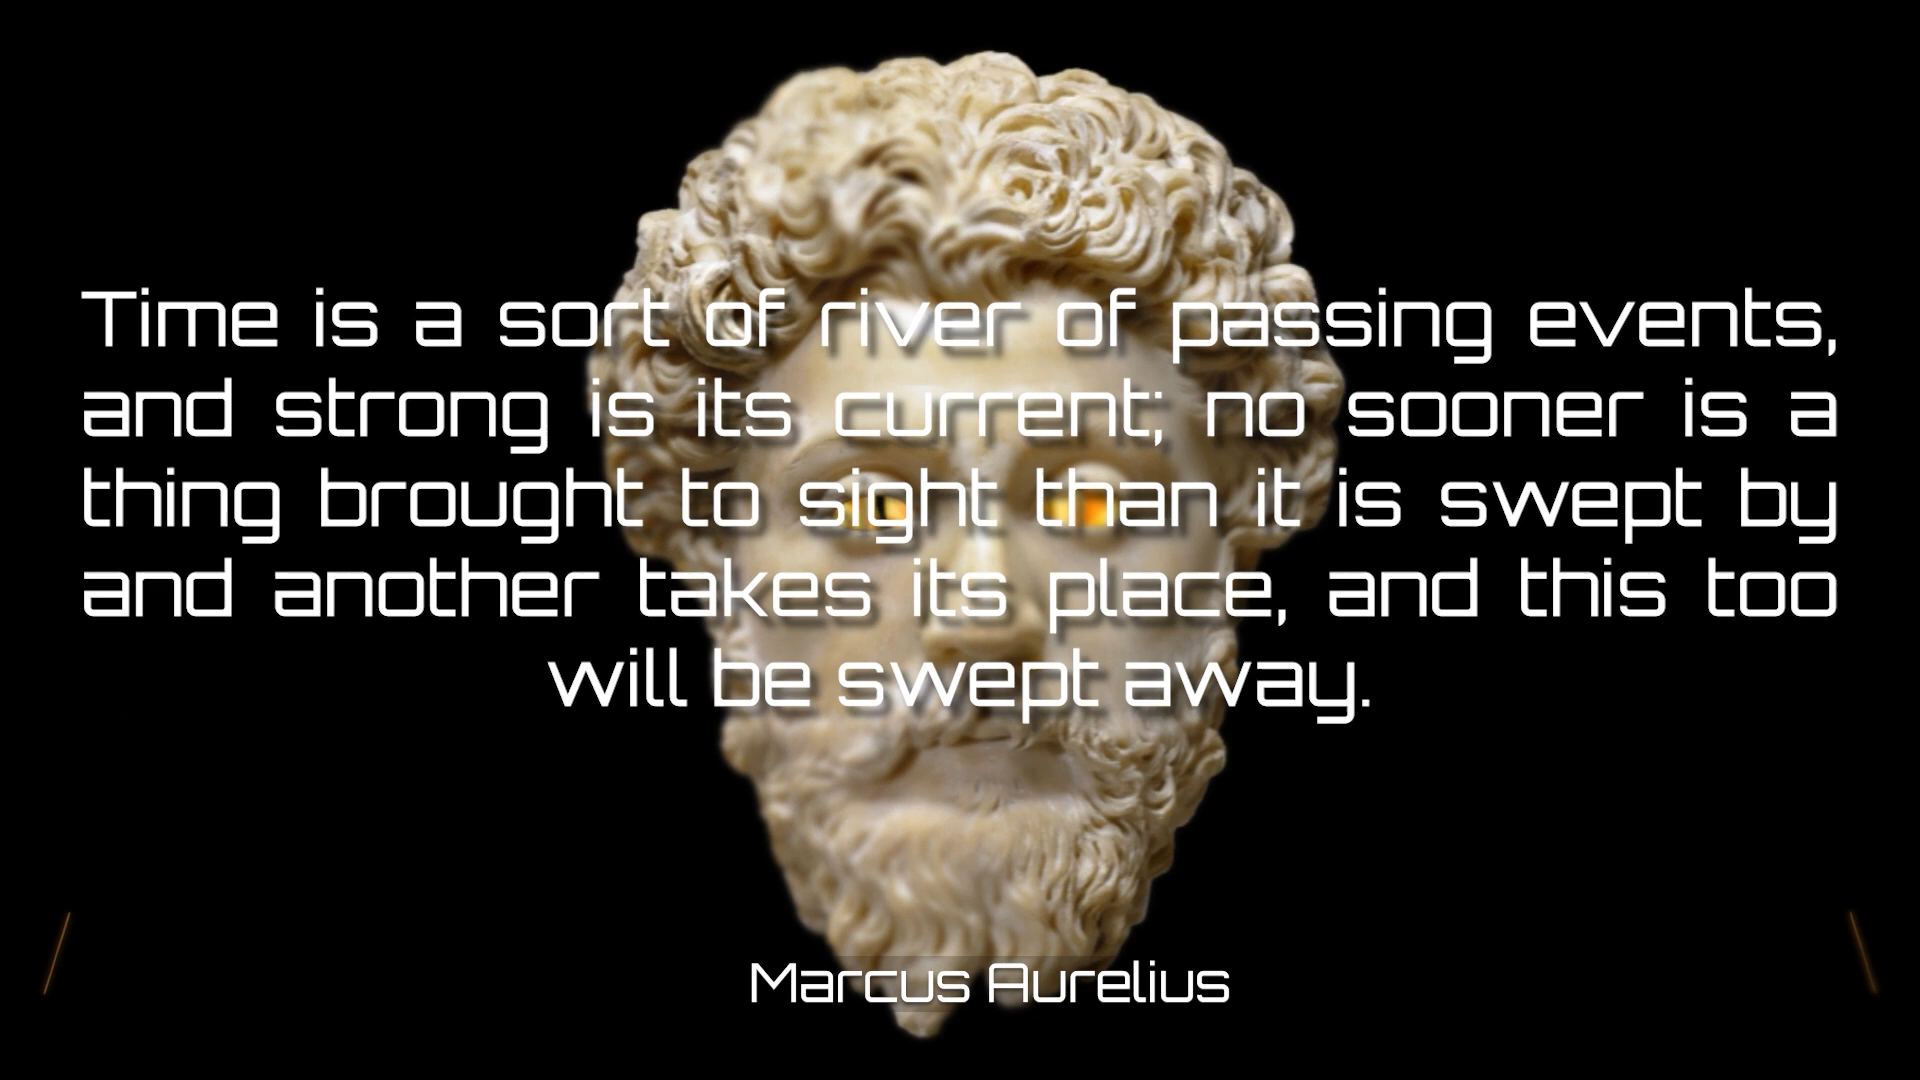 Time is a sort of river of passing events,
and strong is its current; no sooner is a
thing brought to sight than it is swept by
and another takes its place, and this too
will be swept away.
Marcus Aurelius